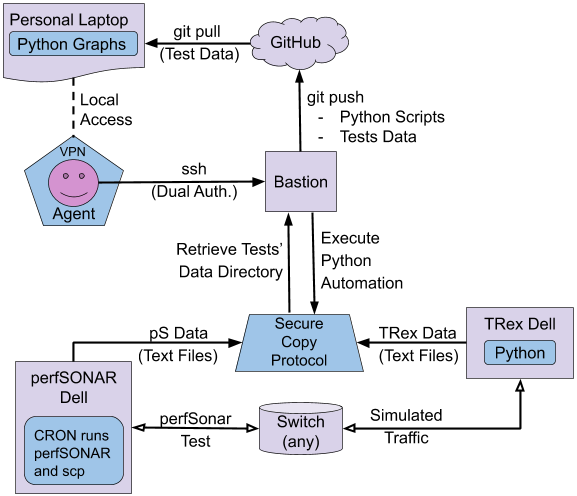 Personal Laptop
Python Graphs
git pull
(Test Data)
GitHub
Local
Access
git push
- Python Scripts
- Tests Data
VPN
Agent
ssh
(Dual Auth.)
Bastion
Retrieve Tests'
Data Directory
Execute
Python
Automation
pS Data
(Text Files)
Secure
Copy
Protocol
TRex Data
(Text Files)
TRex Dell
Python
perfSONAR
Dell
CRON runs
perfSONAR
and scp
perfSonar
Test
Switch
(any)
Simulated
Traffic